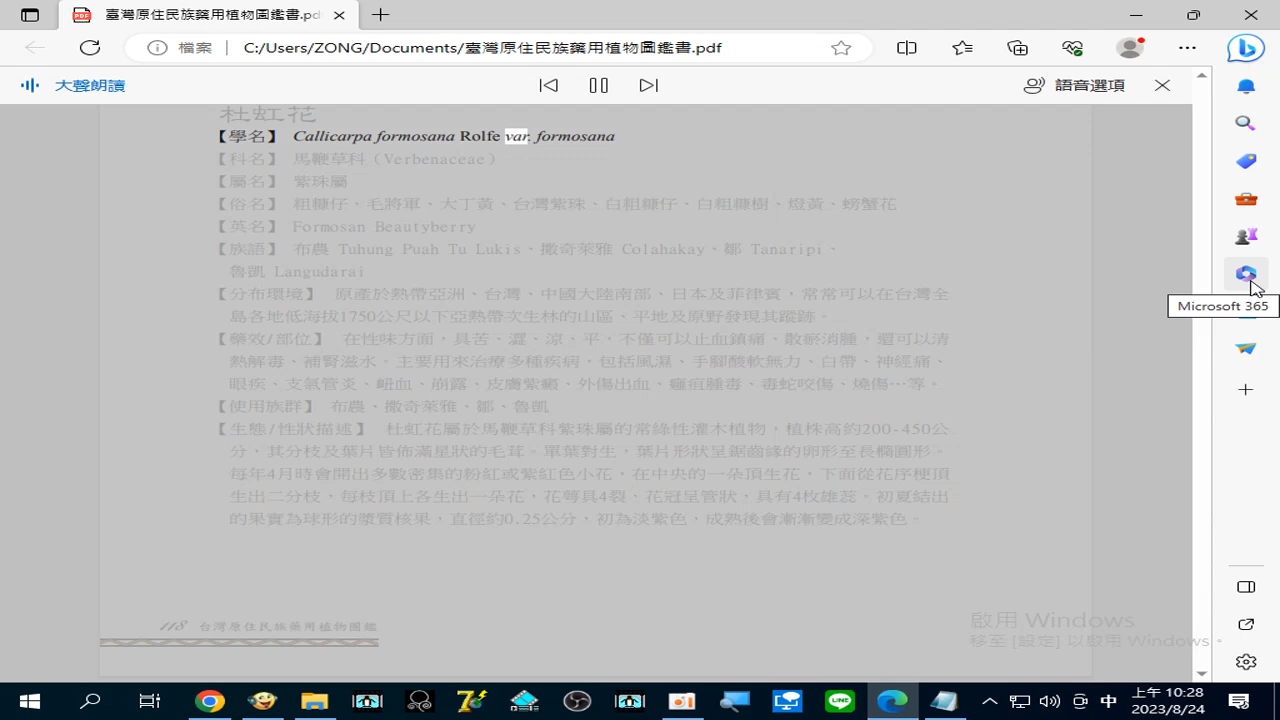 臺灣原住民族藥用植物圖鑑書.pdf
檔案
C:/Users/ZONG/Documents/臺灣原住民族藥用植物圖鑑書.pdf
大聲朗讀
語音選項
杜虹花
【學名】 Callicarpa formosana Rolfe var. formosana
【科名】 馬鞭草科（Verbenaceae）
【屬名】 紫珠屬
【俗名】 粗糠仔、毛將軍、大丁黃、台灣紫珠、白粗糠仔、白粗糠樹、燈黃、螃蟹花
【英名】 Formosan Beautyberry
【族語】 布農 Tuhung Puah Tu Lukis、撒奇萊雅 Colahakay、鄒 Tanaripi、
魯凱 Langudarai
【分布環境】 原產於熱帶亞洲、台灣、中國大陸南部、日本及菲律賓，常常可以在台灣全
島各地低海拔1750公尺以下亞熱帶次生林的山區、平地及原野發現其蹤跡。
【藥效/部位】 在性味方面，具苦、澀、涼、平，不僅可以止血鎮痛、散瘀消腫，還可以清
熱解毒、補腎滋水。主要用來治療多種疾病，包括風濕、手腳酸軟無力、白帶、神經痛、
眼疾、支氣管炎、衄血、崩露、皮膚紫癜、外傷出血、癰疽腫毒、毒蛇咬傷、燒傷…等。
【使用族群】 布農、撒奇萊雅、鄒、魯凱
【生態/性狀描述】 杜虹花屬於馬鞭草科紫珠屬的常綠性灌木植物，植株高約200-450公
分，其分枝及葉片皆佈滿星狀的毛茸。單葉對生，葉片形狀呈鋸齒緣的卵形至長橢圓形。
每年4月時會開出多數密集的粉紅或紫紅色小花，在中央的一朵頂生花，下面從花序梗頂
生出二分枝，每枝頂上各生出一朵花，花萼具4裂，花冠呈管狀，具有4枚雄蕊。初夏結出
的果實為球形的漿質核果，直徑約0.25公分，初為淡紫色，成熟後會漸漸變成深紫色。
118 台灣原住民族藥用植物圖鑑
Microsoft 365
啟用 Windows
移至 [設定] 以啟用 Windows。
LINE
中
上午 10:28
2023/8/24